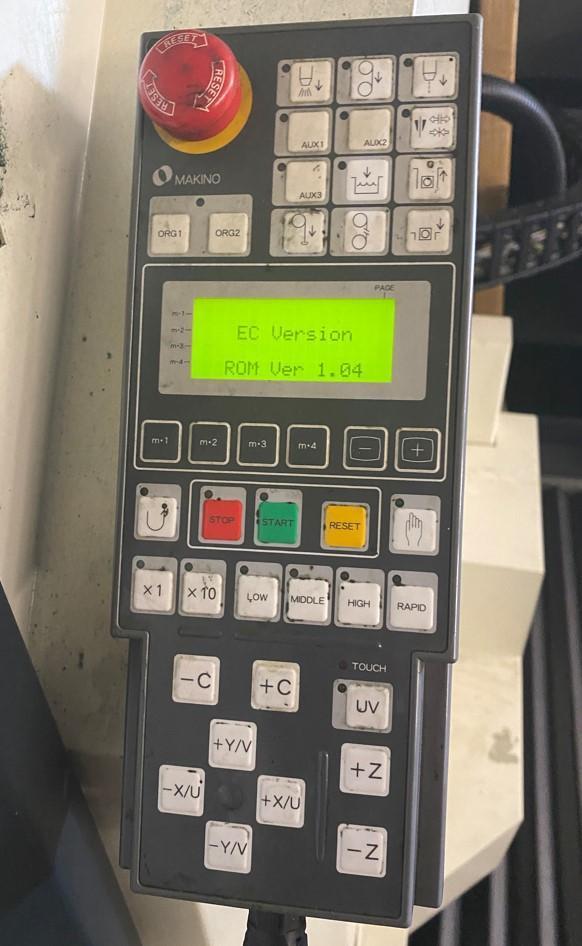 RESET
RESET
RESET
AUX1
AUX2
MAKINO
AUX3
ORG1
ORG2
PAGE
m·1
m·2
m·3
m·4
EC Version
ROM Ver 1.04
m·1
m·2
m·3
m·4
−
+
STOP
START
RESET
×1
×10
LOW
MIDDLE
HIGH
RAPID
TOUCH
−C
+C
UV
+Y/V
+Z
−X/U
+X/U
−Y/V
−Z